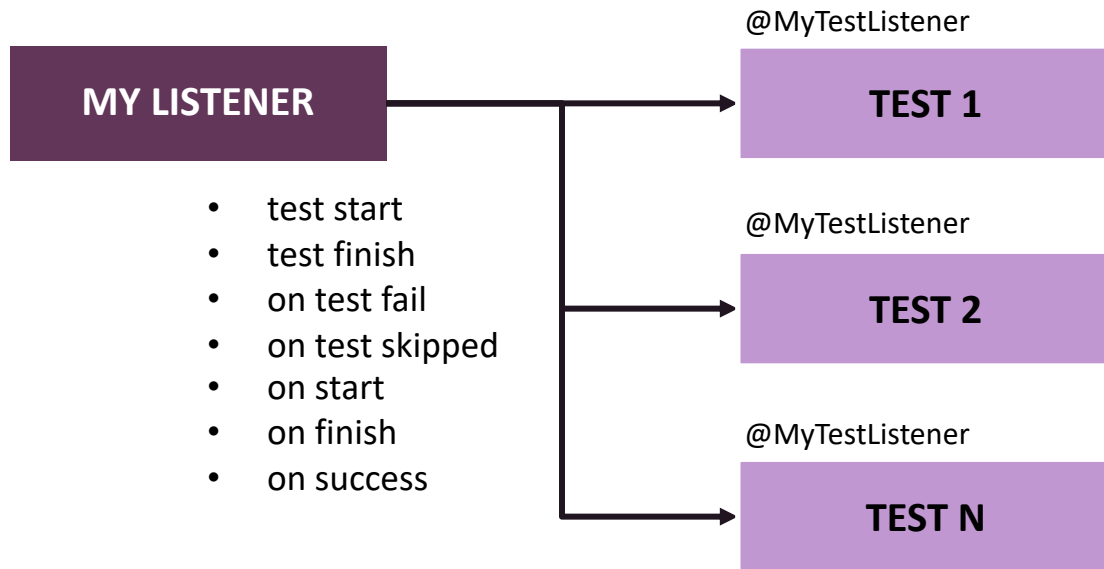 @MyTestListener
MY LISTENER
TEST 1
• test start
• test finish
• on test fail
• on test skipped
• on start
• on finish
• on success
@MyTestListener
TEST 2
@MyTestListener
TEST N